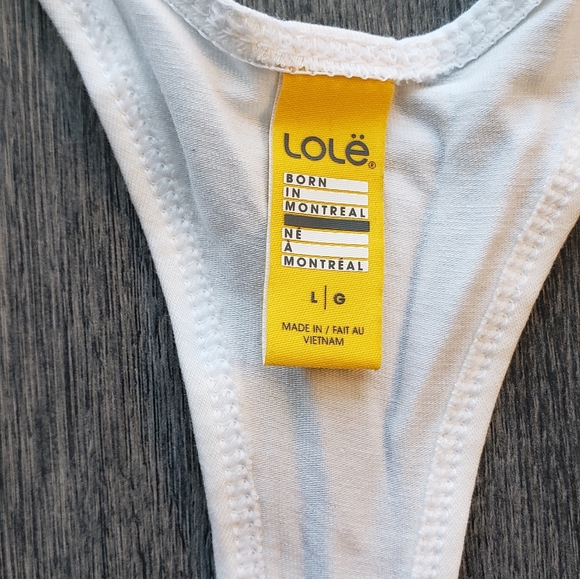 Lolë®
BORN
IN
MONTREAL
NÉ
À
MONTRÉAL
L | G
MADE IN / FAIT AU
VIETNAM